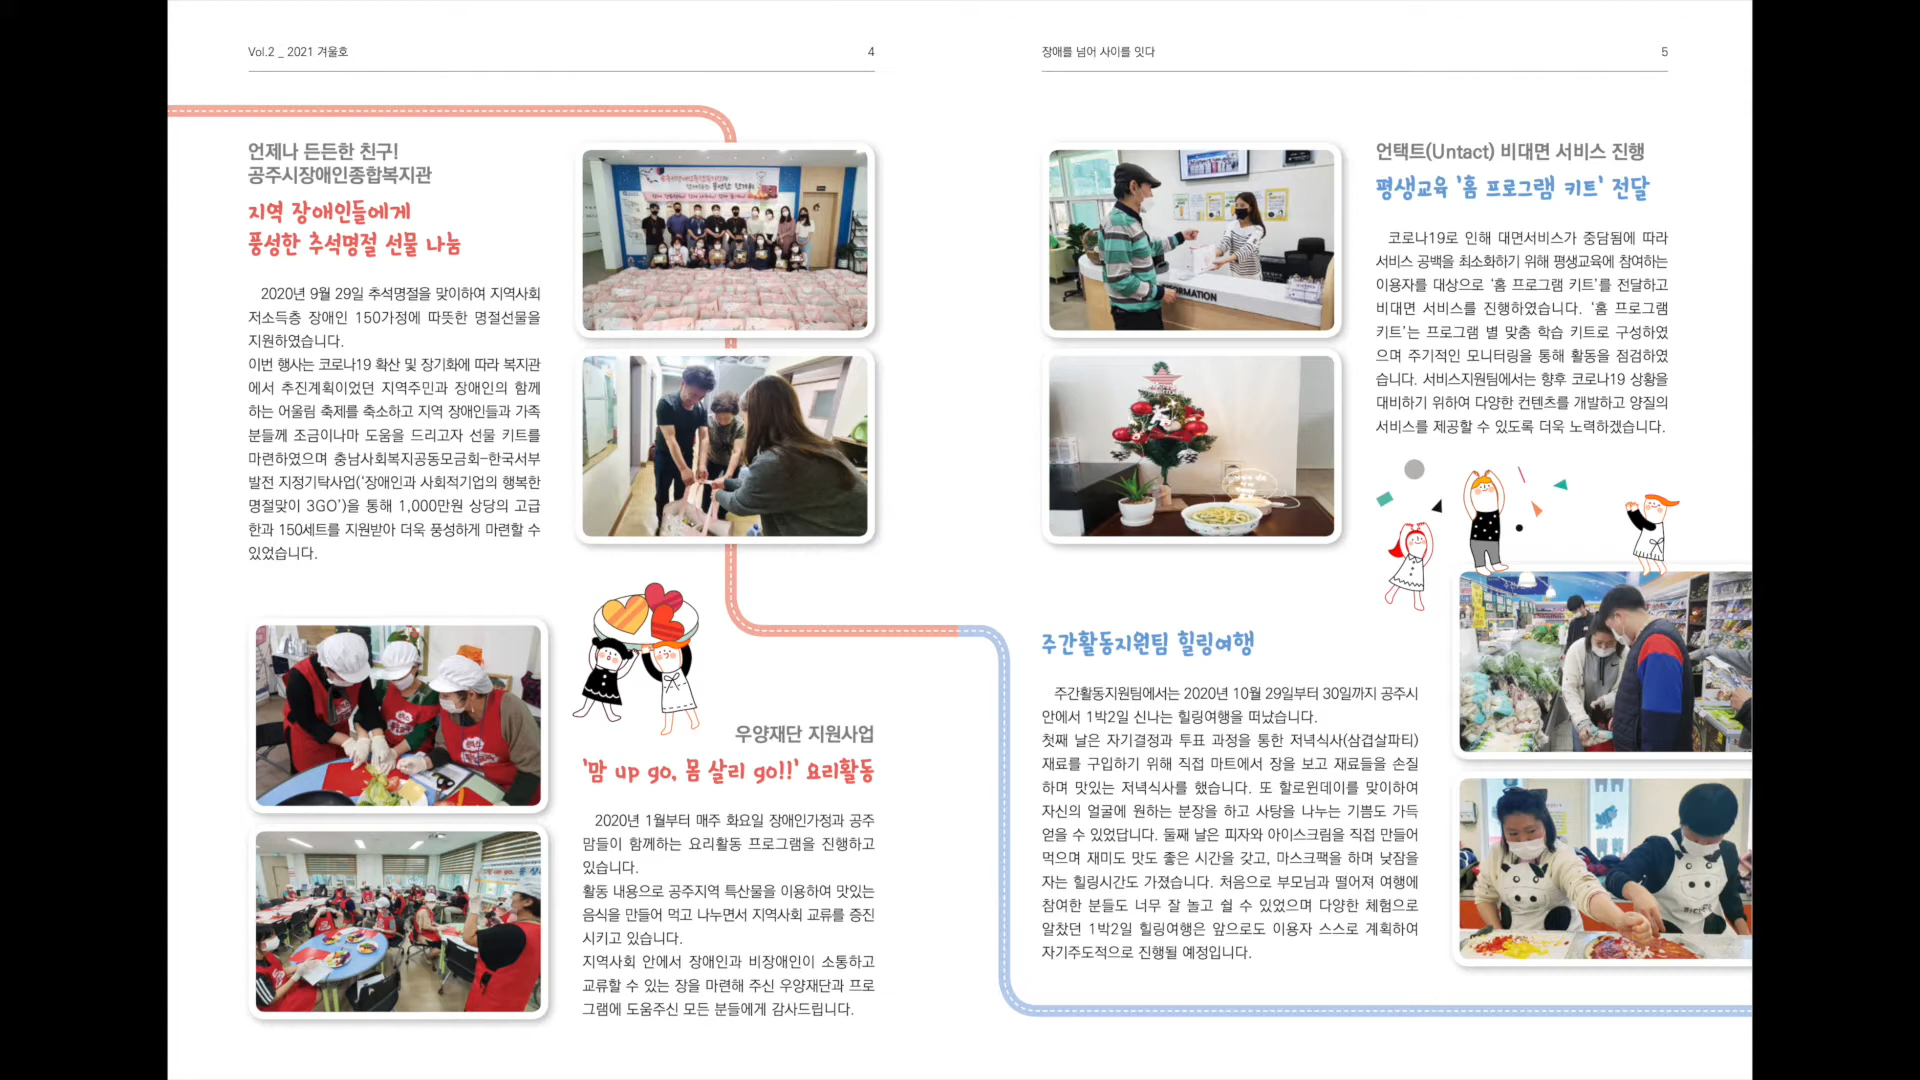 Vol.2 _ 2021 겨울호
4
언제나 든든한 친구!
공주시장애인종합복지관
지역 장애인들에게
풍성한 추석명절 선물 나눔
2020년 9월 29일 추석명절을 맞이하여 지역사회
저소득층 장애인 150가정에 따뜻한 명절선물을
지원하였습니다.
이번 행사는 코로나19 확산 및 장기화에 따라 복지관
에서 추진계획이었던 지역주민과 장애인의 함께
하는 어울림 축제를 축소하고 지역 장애인들과 가족
분들께 조금이나마 도움을 드리고자 선물 키트를
마련하였으며 충남사회복지공동모금회-한국서부
발전 지정기탁사업('장애인과 사회적기업의 행복한
명절맞이 3GO')을 통해 1,000만원 상당의 고급
한과 150세트를 지원받아 더욱 풍성하게 마련할 수
있었습니다.
우양재단 지원사업
'맘 up go, 몸 살리 go!!' 요리활동
2020년 1월부터 매주 화요일 장애인가정과 공주
맘들이 함께하는 요리활동 프로그램을 진행하고
있습니다.
활동 내용으로 공주지역 특산물을 이용하여 맛있는
음식을 만들어 먹고 나누면서 지역사회 교류를 증진
시키고 있습니다.
지역사회 안에서 장애인과 비장애인이 소통하고
교류할 수 있는 장을 마련해 주신 우양재단과 프로
그램에 도움주신 모든 분들에게 감사드립니다.
장애를 넘어 사이를 잇다
5
INFORMATION
언택트(Untact) 비대면 서비스 진행
평생교육 '홈 프로그램 키트' 전달
코로나19로 인해 대면서비스가 중담됨에 따라
서비스 공백을 최소화하기 위해 평생교육에 참여하는
이용자를 대상으로 '홈 프로그램 키트'를 전달하고
비대면 서비스를 진행하였습니다. '홈 프로그램
키트'는 프로그램 별 맞춤 학습 키트로 구성하였
으며 주기적인 모니터링을 통해 활동을 점검하였
습니다. 서비스지원팀에서는 향후 코로나19 상황을
대비하기 위하여 다양한 컨텐츠를 개발하고 양질의
서비스를 제공할 수 있도록 더욱 노력하겠습니다.
주간활동지원팀 힐링여행
주간활동지원팀에서는 2020년 10월 29일부터 30일까지 공주시
안에서 1박2일 신나는 힐링여행을 떠났습니다.
첫째 날은 자기결정과 투표 과정을 통한 저녁식사(삼겹살파티)
재료를 구입하기 위해 직접 마트에서 장을 보고 재료들을 손질
하며 맛있는 저녁식사를 했습니다. 또 할로윈데이를 맞이하여
자신의 얼굴에 원하는 분장을 하고 사탕을 나누는 기쁨도 가득
얻을 수 있었답니다. 둘째 날은 피자와 아이스크림을 직접 만들어
먹으며 재미도 맛도 좋은 시간을 갖고, 마스크팩을 하며 낮잠을
자는 힐링시간도 가졌습니다. 처음으로 부모님과 떨어져 여행에
참여한 분들도 너무 잘 놀고 쉴 수 있었으며 다양한 체험으로
알찼던 1박2일 힐링여행은 앞으로도 이용자 스스로 계획하여
자기주도적으로 진행될 예정입니다.